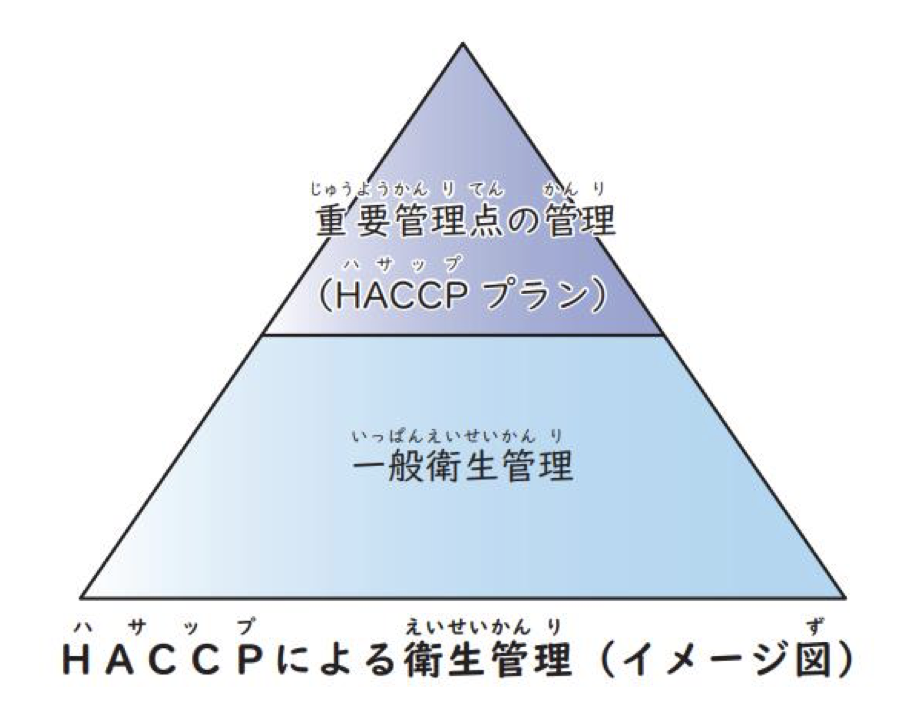 じゅうようかん り てん かん り
重要管理点の管理
ハ サ ッ プ
（HACCP プラン）
いっぱんえいせいかん り
一般衛生管理
ハ サ ッ プ えいせいかん り ず
ＨＡＣＣＰによる衛生管理（イメージ図）